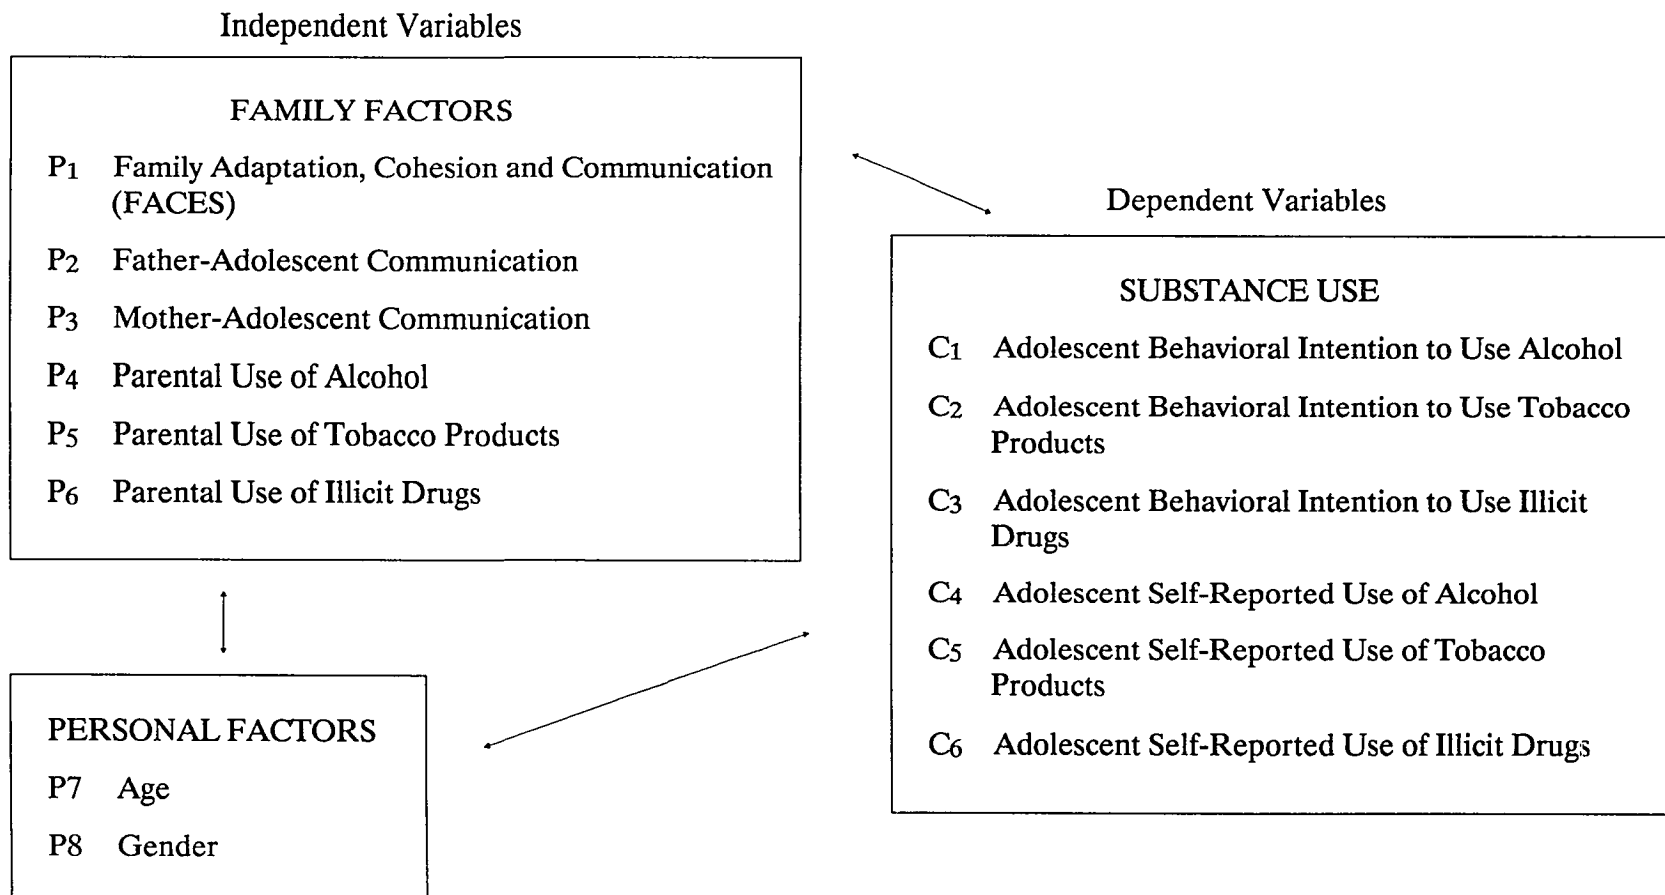 Independent Variables
FAMILY FACTORS
P1 Family Adaptation, Cohesion and Communication
(FACES)
P2 Father-Adolescent Communication
P3 Mother-Adolescent Communication
P4 Parental Use of Alcohol
P5 Parental Use of Tobacco Products
P6 Parental Use of Illicit Drugs
PERSONAL FACTORS
P7 Age
P8 Gender
Dependent Variables
SUBSTANCE USE
C1 Adolescent Behavioral Intention to Use Alcohol
C2 Adolescent Behavioral Intention to Use Tobacco
Products
C3 Adolescent Behavioral Intention to Use Illicit
Drugs
C4 Adolescent Self-Reported Use of Alcohol
C5 Adolescent Self-Reported Use of Tobacco
Products
C6 Adolescent Self-Reported Use of Illicit Drugs